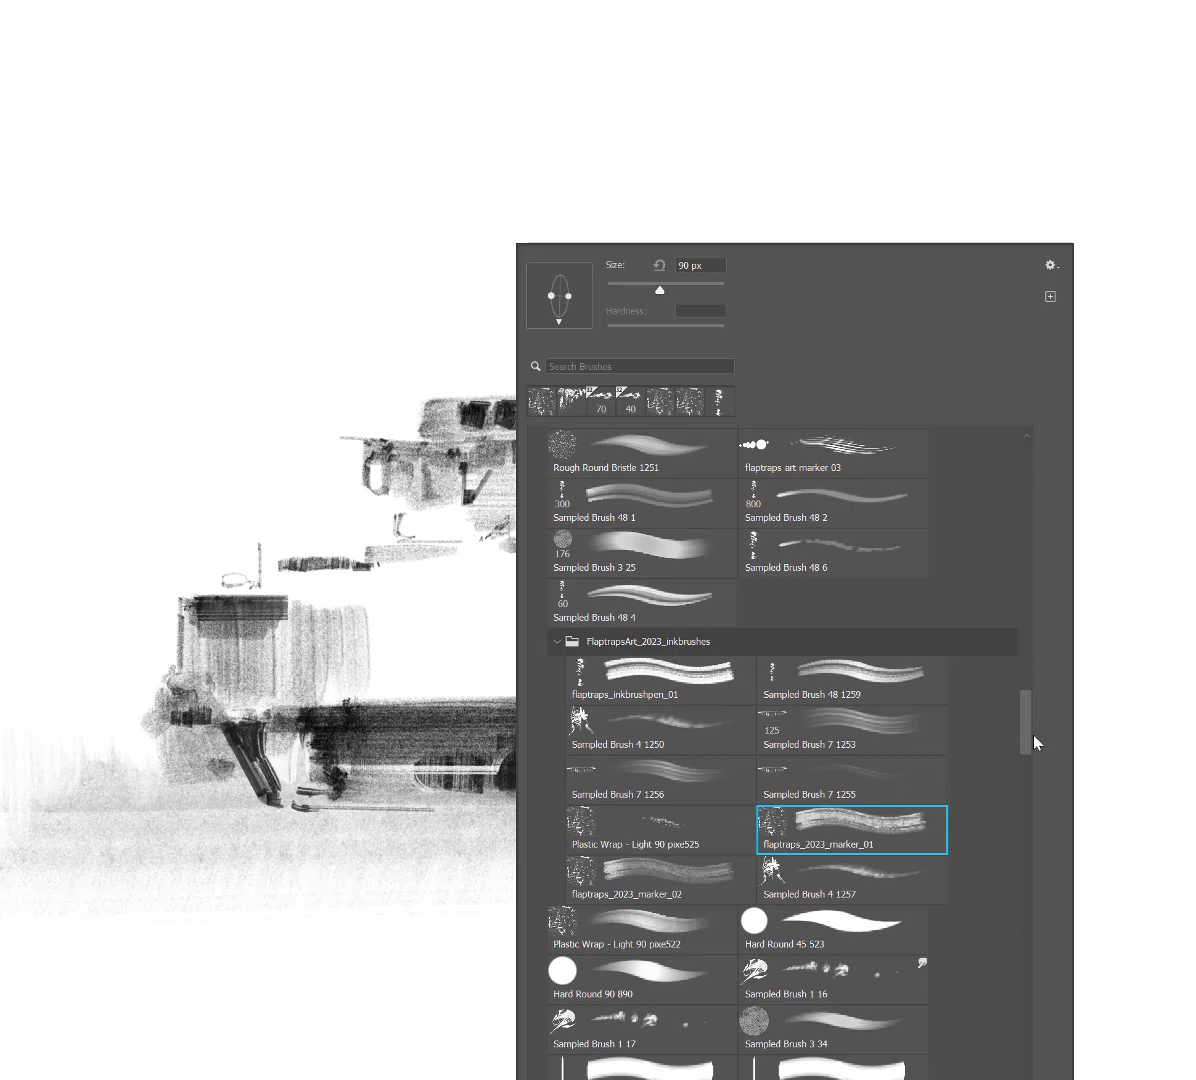 Size:
90 px
Hardness:
Search Brushes
70
40
Rough Round Bristle 1251
flaptraps art marker 03
300
Sampled Brush 48 1
800
Sampled Brush 48 2
176
Sampled Brush 3 25
Sampled Brush 48 6
60
Sampled Brush 48 4
FlaptrapsArt_2023_inkbrushes
flaptraps_inkbrushpen_01
Sampled Brush 48 1259
Sampled Brush 4 1250
125
Sampled Brush 7 1253
Sampled Brush 7 1256
Sampled Brush 7 1255
Plastic Wrap - Light 90 pixe525
flaptraps_2023_marker_01
flaptraps_2023_marker_02
Sampled Brush 4 1257
Plastic Wrap - Light 90 pixe522
Hard Round 45 523
Hard Round 90 890
Sampled Brush 1 16
Sampled Brush 1 17
Sampled Brush 3 34